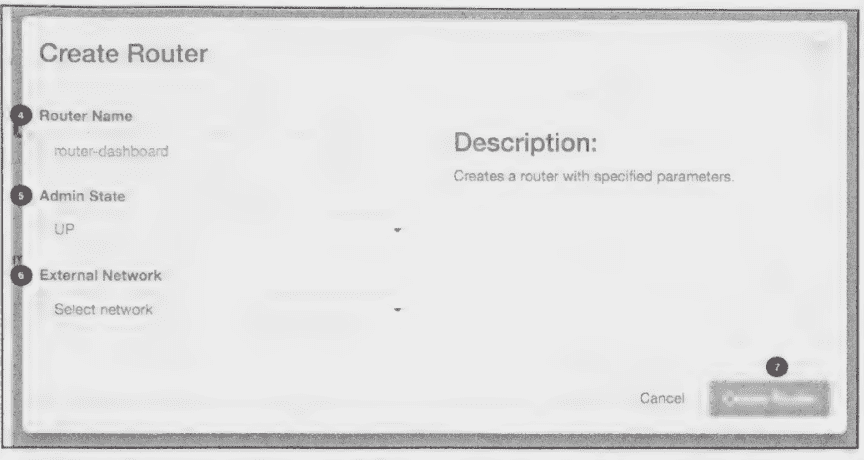 Create Router
4 Router Name
router-dashboard
5 Admin State
UP
6 External Network
Select network
Description:
Creates a router with specified parameters.
7
Cancel